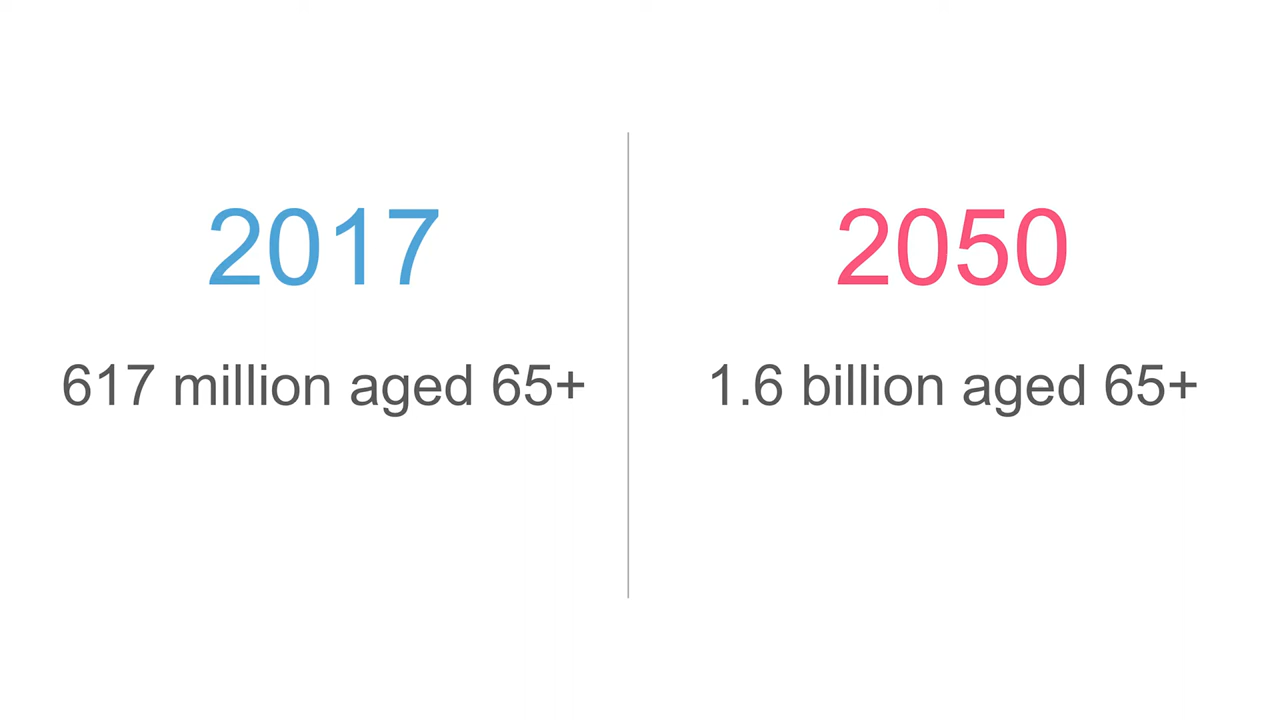 2017
617 million aged 65+
2050
1.6 billion aged 65+